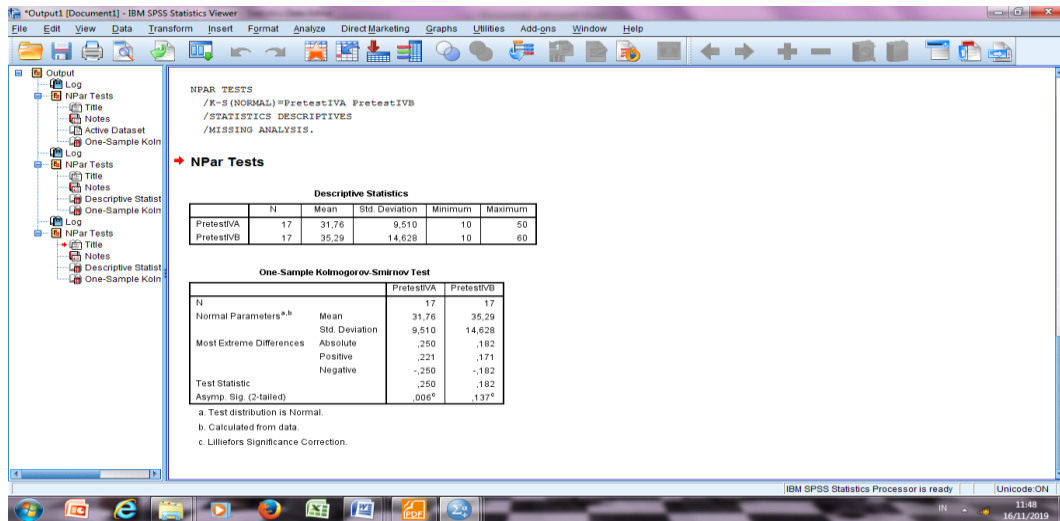 *Output1 [Document1] - IBM SPSS Statistics Viewer
File Edit View Data Transform Insert Format Analyze Direct Marketing Graphs Utilities Add-ons Window Help
Output
Log
NPar Tests
Title
Notes
Active Dataset
One-Sample Kolm
Log
NPar Tests
Title
Notes
Descriptive Statist
One-Sample Kolm
Log
NPar Tests
Title
Notes
Descriptive Statist
One-Sample Kolm
NPAR TESTS
/K-S(NORMAL)=PretestIVA PretestIVB
/STATISTICS DESCRIPTIVES
/MISSING ANALYSIS.
NPar Tests
Descriptive Statistics
N Mean Std. Deviation Minimum Maximum
PretestIVA 17 31,76 9,510 10 50
PretestIVB 17 35,29 14,628 10 60
One-Sample Kolmogorov-Smirnov Test
PretestIVA PretestIVB
N 17 17
Normal Parameters a,b Mean 31,76 35,29
Std. Deviation 9,510 14,628
Most Extreme Differences Absolute ,250 ,182
Positive ,221 ,171
Negative -,250 -,182
Test Statistic ,250 ,182
Asymp. Sig. (2-tailed) ,006c ,137c
a. Test distribution is Normal.
b. Calculated from data.
c. Lilliefors Significance Correction.
IBM SPSS Statistics Processor is ready Unicode:ON
PDF
IN 11:48
16/11/2019